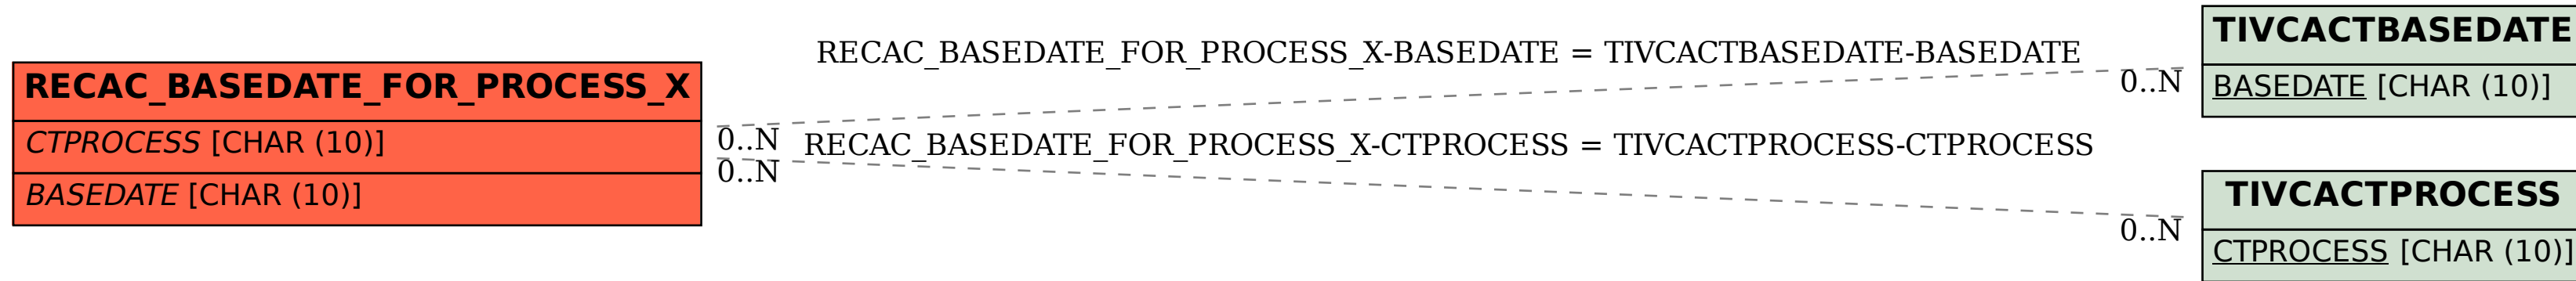 RECAC_BASEDATE_FOR_PROCESS_X
CTPROCESS [CHAR (10)]
BASEDATE [CHAR (10)]
RECAC_BASEDATE_FOR_PROCESS_X-BASEDATE = TIVCACTBASEDATE-BASEDATE
0..N
0..N
RECAC_BASEDATE_FOR_PROCESS_X-CTPROCESS = TIVCACTPROCESS-CTPROCESS
0..N
0..N
TIVCACTBASEDATE
BASEDATE [CHAR (10)]
TIVCACTPROCESS
CTPROCESS [CHAR (10)]